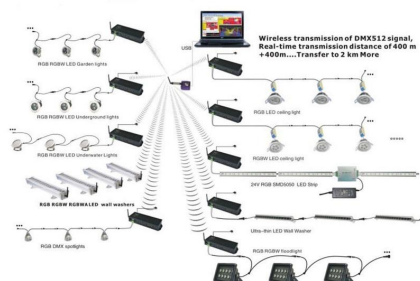 USB
Wireless transmission of DMX512 signal,
Real-time transmission distance of 400 m
+400m....Transfer to 2 km More
RGB RGBW LED Garden lights
RGB RGBW LED Underground lights
RGB RGBW LED Underwater Lights
RGB RGBW RGBWA LED wall washers
RGB DMX spotlights
RGB LED ceiling light
RGBW LED ceiling light
24V RGB SMD5050 LED Strip
Ultra-thin LED Wall Washer
RGB RGBW floodlight